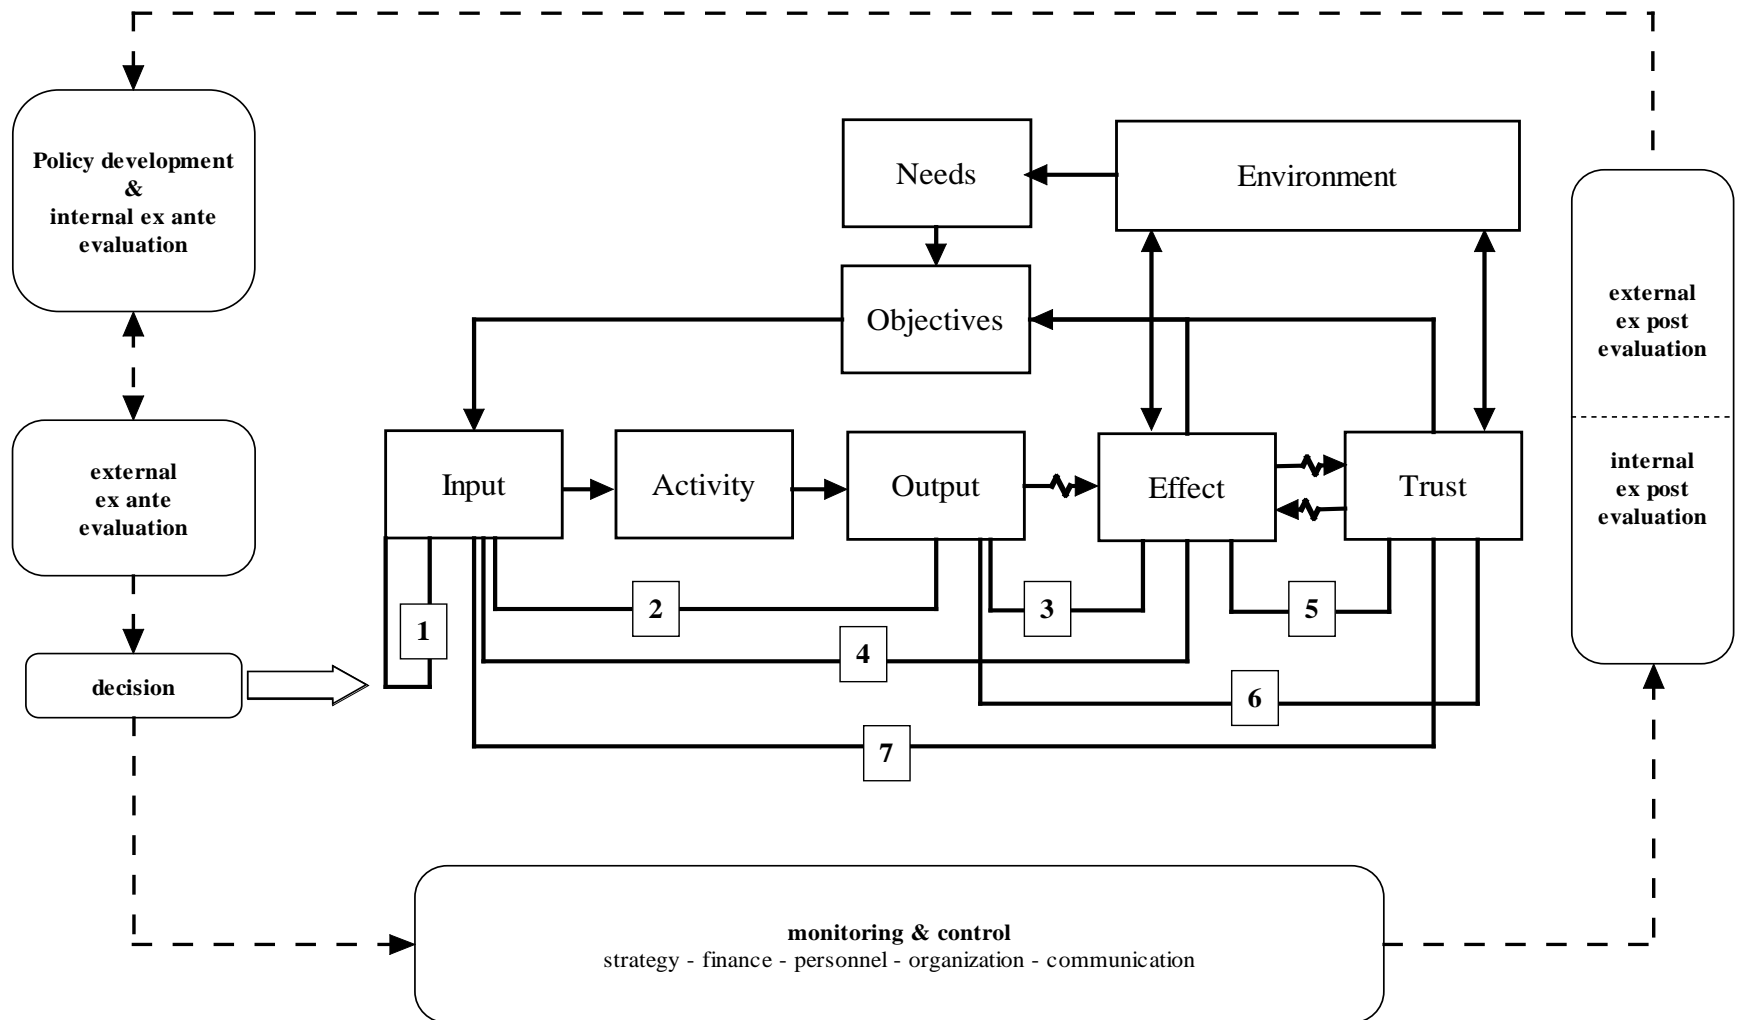 Policy development
&
internal ex ante
evaluation
external
ex ante
evaluation
decision
Needs
Environment
Objectives
Input
Activity
Output
Effect
Trust
1
2
3
4
5
6
7
external
ex post
evaluation
internal
ex post
evaluation
monitoring & control
strategy - finance - personnel - organization - communication